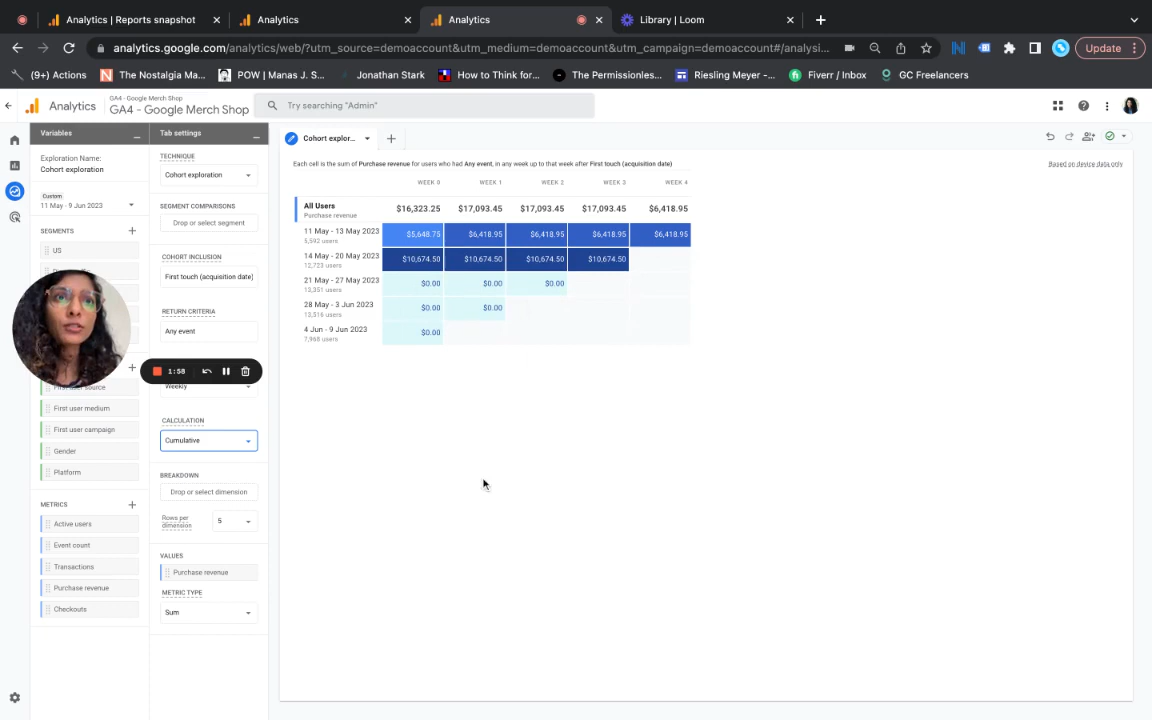 Analytics | Reports snapshot
Analytics
Analytics
Library | Loom
analytics.google.com/analytics/web/?utm_source=demoaccount&utm_medium=demoaccount&utm_campaign=demoaccount#/analysi...
Update
(9+) Actions
The Nostalgia Ma...
POW | Manas J. S...
Jonathan Stark
How to Think for...
The Permissionless...
Riesling Meyer -...
Fiverr / Inbox
GC Freelancers
Analytics
GA4 - Google Merch Shop
GA4 - Google Merch Shop
Try searching "Admin"
Variables
Exploration Name:
Cohort exploration
Custom
11 May - 9 Jun 2023
SEGMENTS
US
First user source
First user medium
First user campaign
Gender
Platform
METRICS
Active users
Event count
Transactions
Purchase revenue
Checkouts
Tab settings
TECHNIQUE
Cohort exploration
SEGMENT COMPARISONS
Drop or select segment
COHORT INCLUSION
First touch (acquisition date)
RETURN CRITERIA
Any event
1:58
Weekly
CALCULATION
Cumulative
BREAKDOWN
Drop or select dimension
Rows per dimension
5
VALUES
Purchase revenue
METRIC TYPE
Sum
Cohort explor...
Each cell is the sum of Purchase revenue for users who had Any event, in any week up to that week after First touch (acquisition date)
Based on device data only
WEEK 0 WEEK 1 WEEK 2 WEEK 3 WEEK 4
All Users $16,323.25 $17,093.45 $17,093.45 $17,093.45 $6,418.95
Purchase revenue
11 May - 13 May 2023 $5,648.75 $6,418.95 $6,418.95 $6,418.95 $6,418.95
5,592 users
14 May - 20 May 2023 $10,674.50 $10,674.50 $10,674.50 $10,674.50
12,723 users
21 May - 27 May 2023 $0.00 $0.00 $0.00
13,351 users
28 May - 3 Jun 2023 $0.00 $0.00
13,516 users
4 Jun - 9 Jun 2023 $0.00
7,968 users